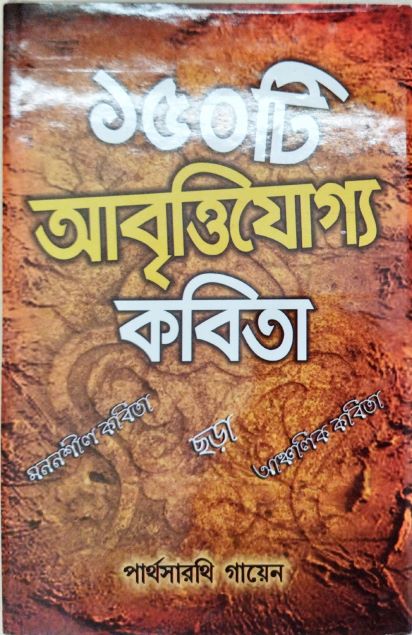 ১৫০টি
আবৃত্তিযোগ্য
কবিতা
মননশীল কবিতা
ছড়া
আঞ্চলিক কবিতা
পার্থসারথি গায়েন